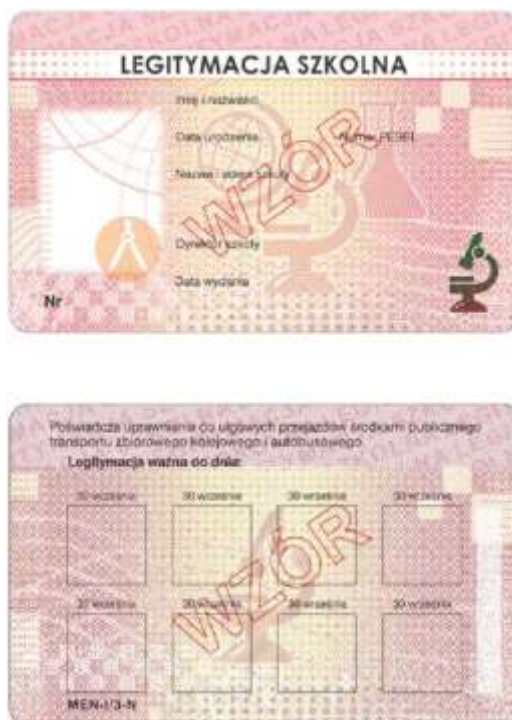 LEGITYMACJA SZKOLNA
Imię i nazwisko
Data urodzenia Numer PESEL
Nazwa i adres szkoły
WZÓR
Dyrektor szkoły
Data wydania
Nr
Poświadcza uprawnienia do ulgowych przejazdów środkami publicznego
transportu zbiorowego kolejowego i autobusowego
Legitymacja ważna do dnia:
30 września 30 września 30 września 30 września
WZÓR
30 września 30 września 30 września 30 września
MEN-I/3-N